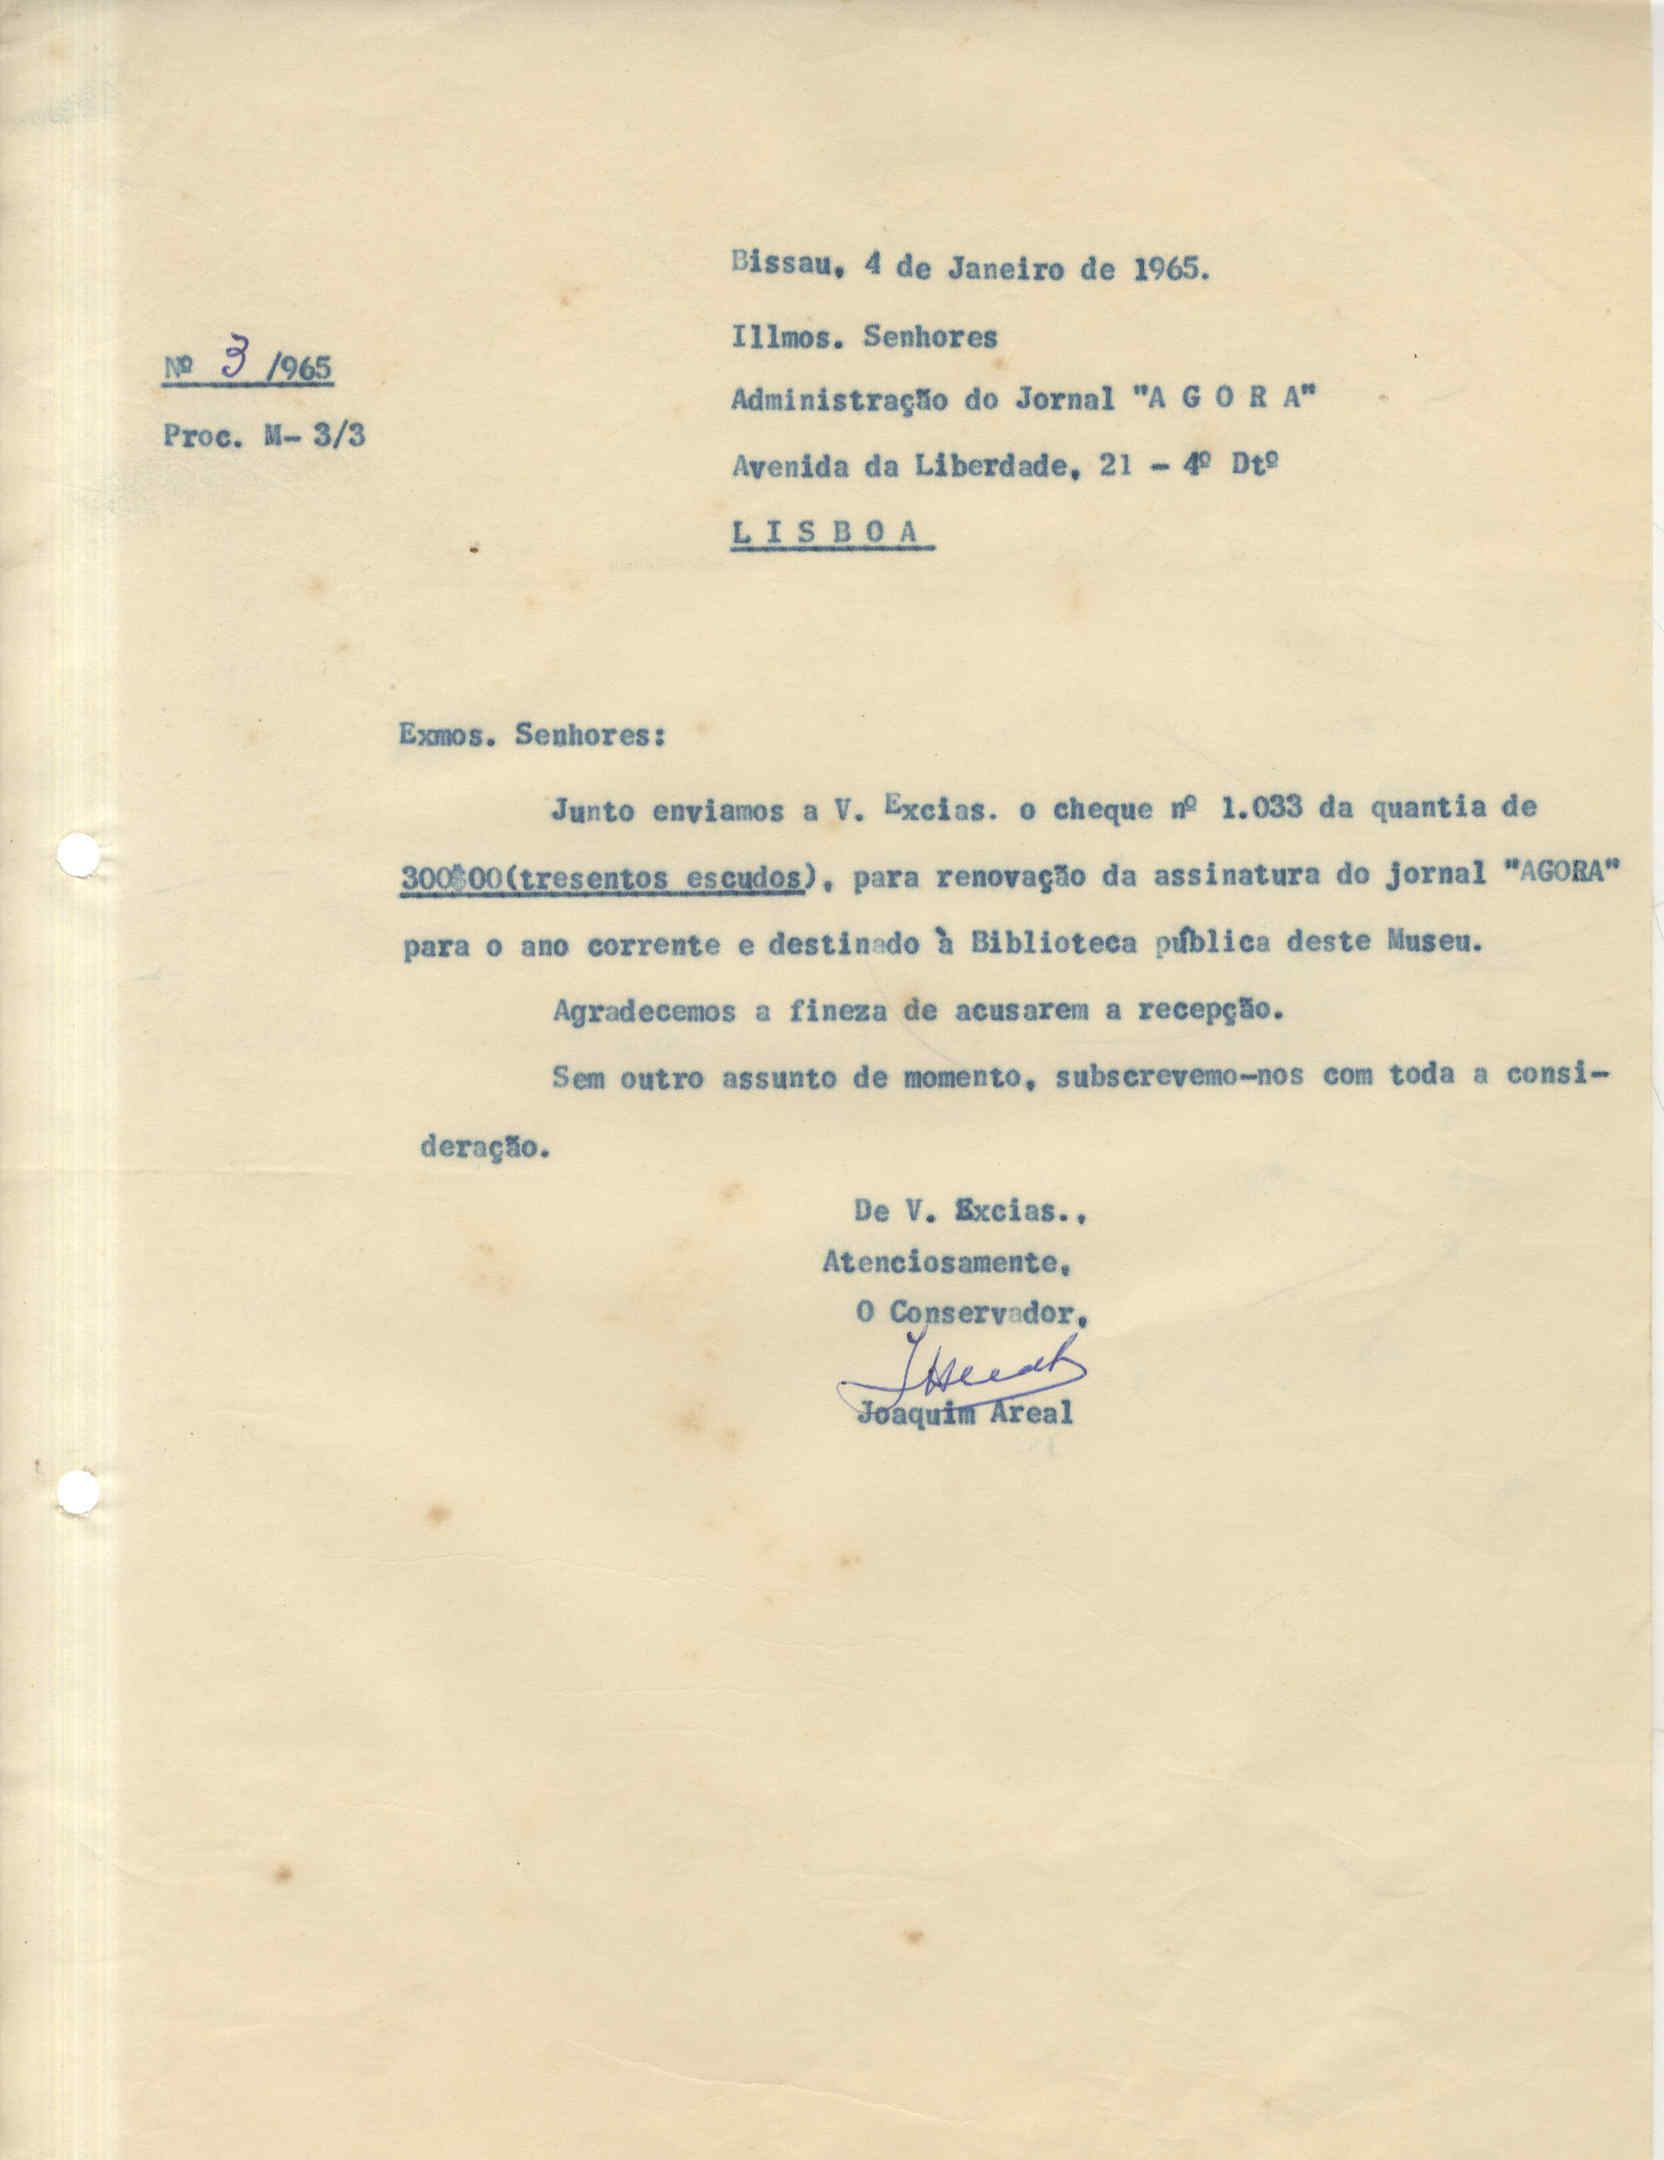 Bissau, 4 de Janeiro de 1965.
Nº 3 /965
Proc. M- 3/3
Illmos. Senhores
Administração do Jornal "A G O R A"
Avenida da Liberdade, 21 - 4º Dtº
L I S B O A
Exmos. Senhores:
Junto enviamos a V. Excias. o cheque nº 1.033 da quantia de
300$00(tresentos escudos), para renovação da assinatura do jornal "AGORA"
para o ano corrente e destinado à Biblioteca pública deste Museu.
Agradecemos a fineza de acusarem a recepção.
Sem outro assunto de momento, subscrevemo-nos com toda a consi-
deração.
De V. Excias.,
Atenciosamente,
O Conservador,
Joaquim Areal